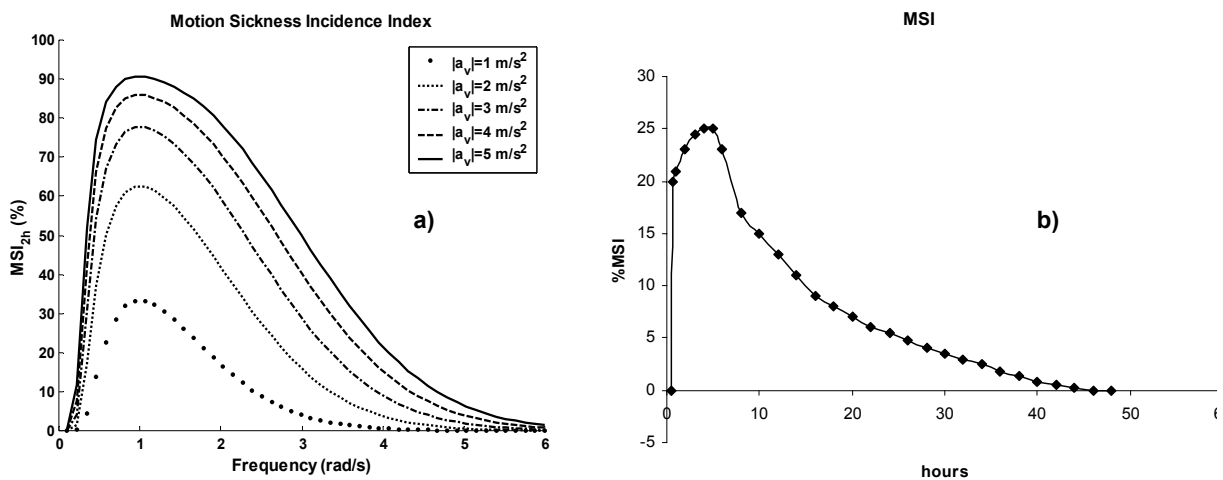 Motion Sickness Incidence Index
100
90
80
70
60
50
40
30
20
10
0
MSI2h (%)
0 1 2 3 4 5 6
Frequency (rad/s)
|av|=1 m/s²
|av|=2 m/s²
|av|=3 m/s²
|av|=4 m/s²
|av|=5 m/s²
a)
MSI
30
25
20
15
10
5
0
-5
%MSI
0 10 20 30 40 50 6
hours
b)